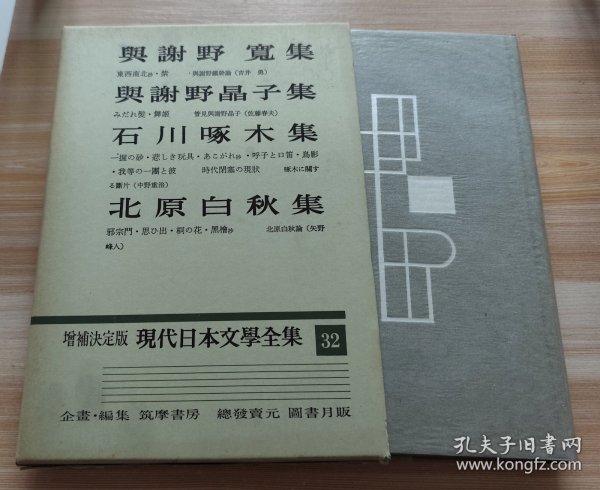 與謝野 寬集
東西南北抄・紫 與謝野鐵幹論（吉井 勇）
與謝野晶子集
みだれ髮・舞姬 管見與謝野晶子（佐藤春夫）
石川啄木集
一握の砂・悲しき玩具・あこがれ抄・呼子と口笛・鳥影
・我等の一團と彼 時代閉塞の現狀 啄木に關す
る斷片（中野重治）
北原白秋集
邪宗門・思ひ出・桐の花・黑檜抄 北原白秋論（矢野
峰人）
增補決定版 現代日本文學全集 32
企畫・編集 筑摩書房 總發賣元 圖書月販
孔夫子旧书网
www.kongfz.com